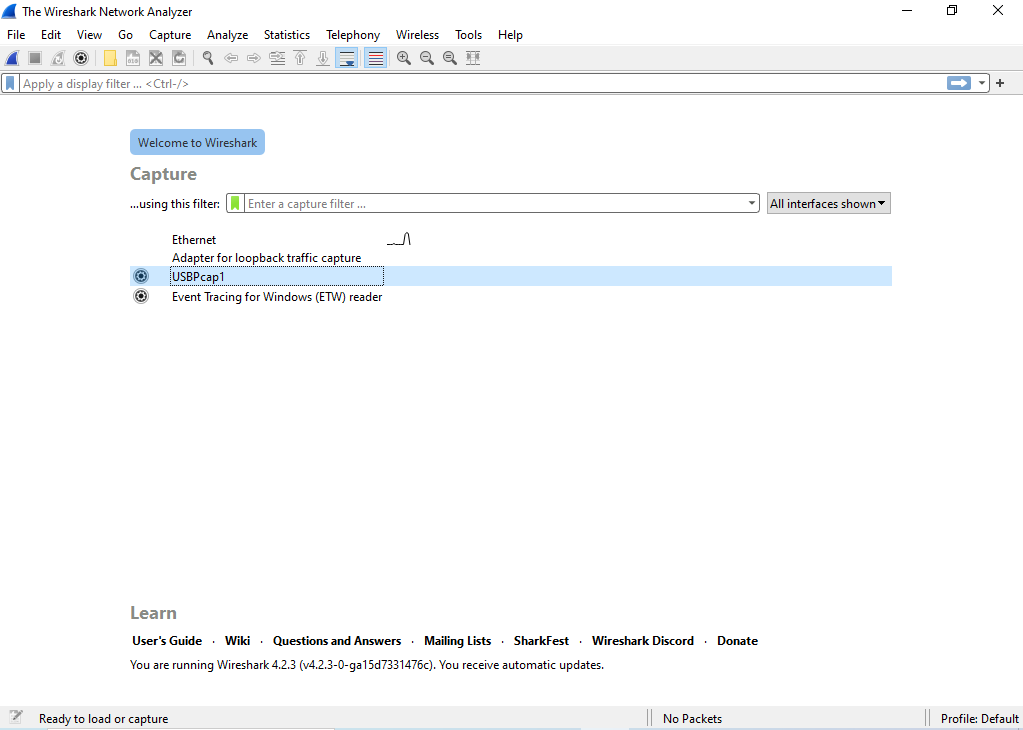 The Wireshark Network Analyzer
File Edit View Go Capture Analyze Statistics Telephony Wireless Tools Help
Apply a display filter ... <Ctrl-/>
Welcome to Wireshark
Capture
...using this filter: Enter a capture filter ... All interfaces shown
Ethernet
Adapter for loopback traffic capture
USBPcap1
Event Tracing for Windows (ETW) reader
Learn
User's Guide · Wiki · Questions and Answers · Mailing Lists · SharkFest · Wireshark Discord · Donate
You are running Wireshark 4.2.3 (v4.2.3-0-ga15d7331476c). You receive automatic updates.
Ready to load or capture No Packets Profile: Default